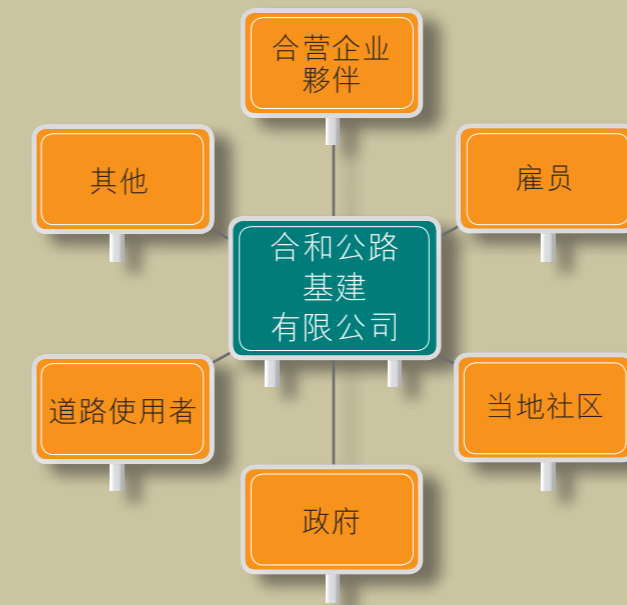 合营企业
夥伴
其他
雇员
合和公路
基建
有限公司
道路使用者
当地社区
政府